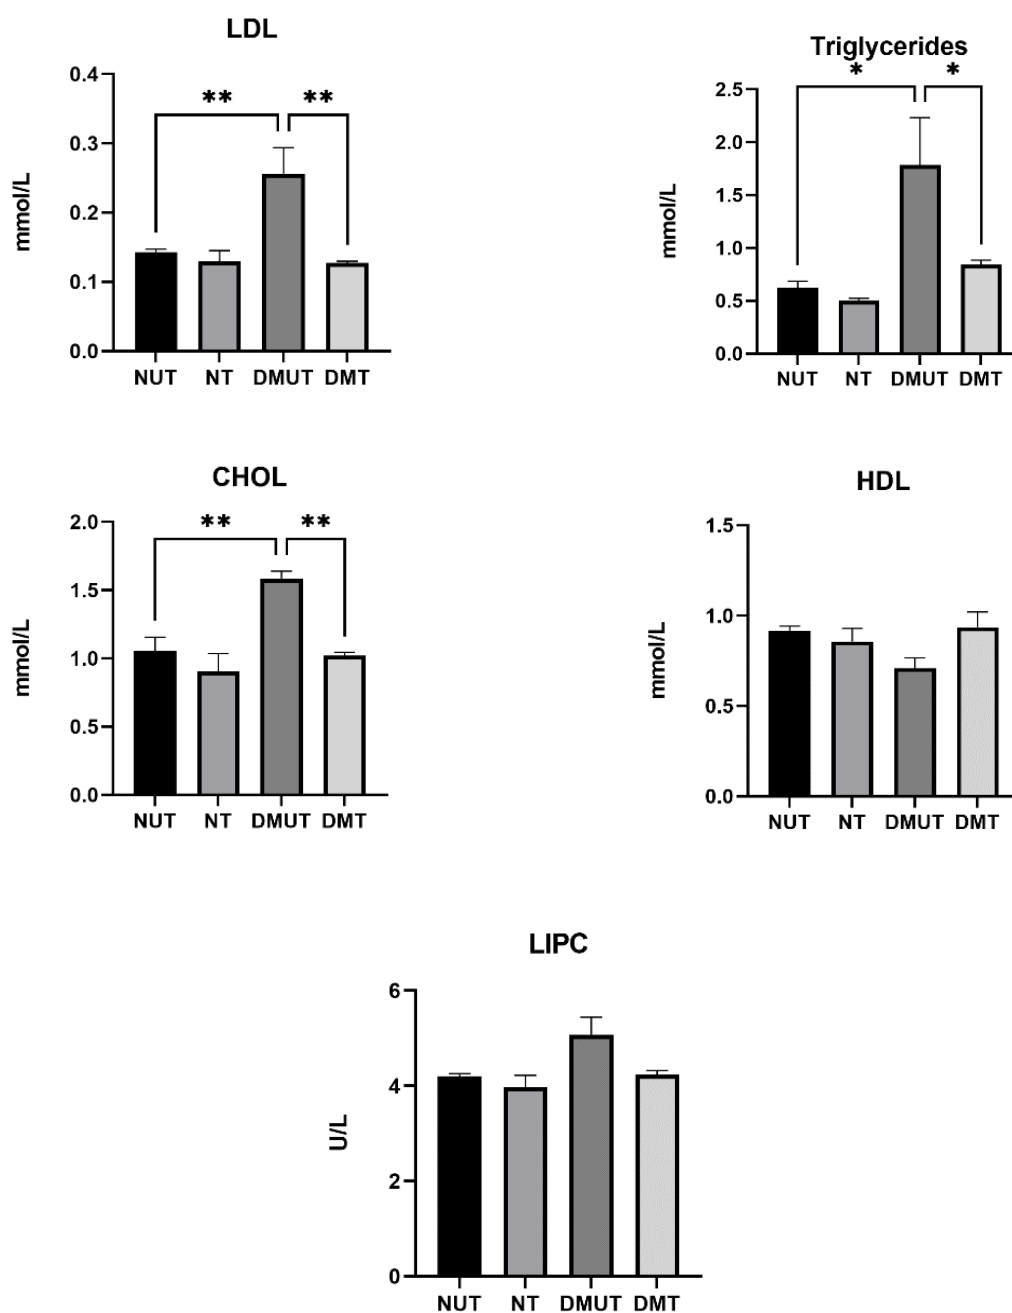 LDL
mmol/L
0.4
0.3
0.2
0.1
0.0
** **
NUT NT DMUT DMT
Triglycerides
mmol/L
2.5
2.0
1.5
1.0
0.5
0.0
* *
NUT NT DMUT DMT
CHOL
mmol/L
2.0
1.5
1.0
0.5
0.0
** **
NUT NT DMUT DMT
HDL
mmol/L
1.5
1.0
0.5
0.0
NUT NT DMUT DMT
LIPC
U/L
6
4
2
0
NUT NT DMUT DMT